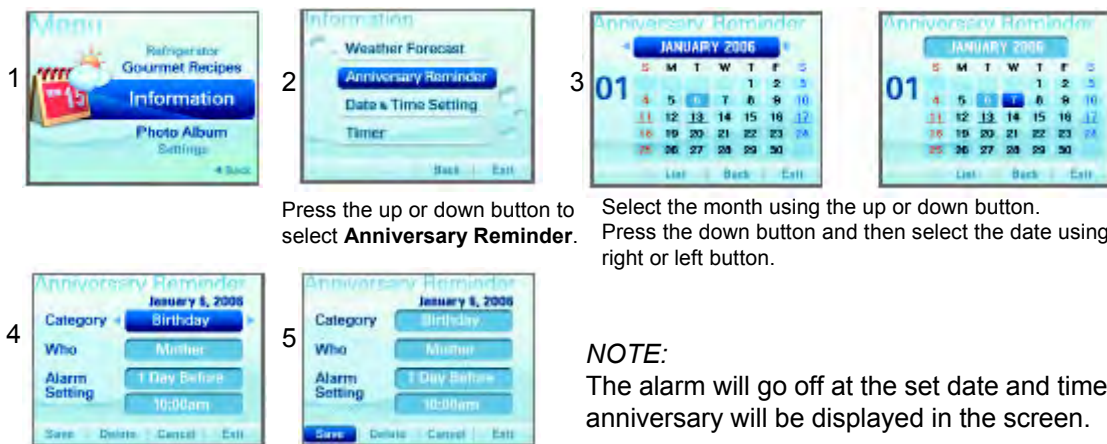 Menu
1
Refrigerator
Gourmet Recipes
Information
Photo Album
Settings
Back
Information
2
Weather Forecast
Anniversary Reminder
Date & Time Setting
Timer
Back Exit
Press the up or down button to
select Anniversary Reminder.
3
Anniversary Reminder
JANUARY 2006
S M T W T F S
01
1 2 3
4 5 6 7 8 9 10
11 12 13 14 15 16 17
18 19 20 21 22 23 24
25 26 27 28 29 30
List Back Exit
Anniversary Reminder
JANUARY 2006
S M T W T F S
01
1 2 3
4 5 6 7 8 9 10
11 12 13 14 15 16 17
18 19 20 21 22 23 24
25 26 27 28 29 30
List Back Exit
Select the month using the up or down button.
Press the down button and then select the date using
right or left button.
4
Anniversary Reminder
January 8, 2006
Category Birthday
Who Mother
Alarm
Setting
1 Day Before
10:00am
Save Delete Cancel Exit
5
Anniversary Reminder
January 8, 2006
Category Birthday
Who Mother
Alarm
Setting
1 Day Before
10:00am
Save Delete Cancel Exit
NOTE:
The alarm will go off at the set date and time
anniversary will be displayed in the screen.